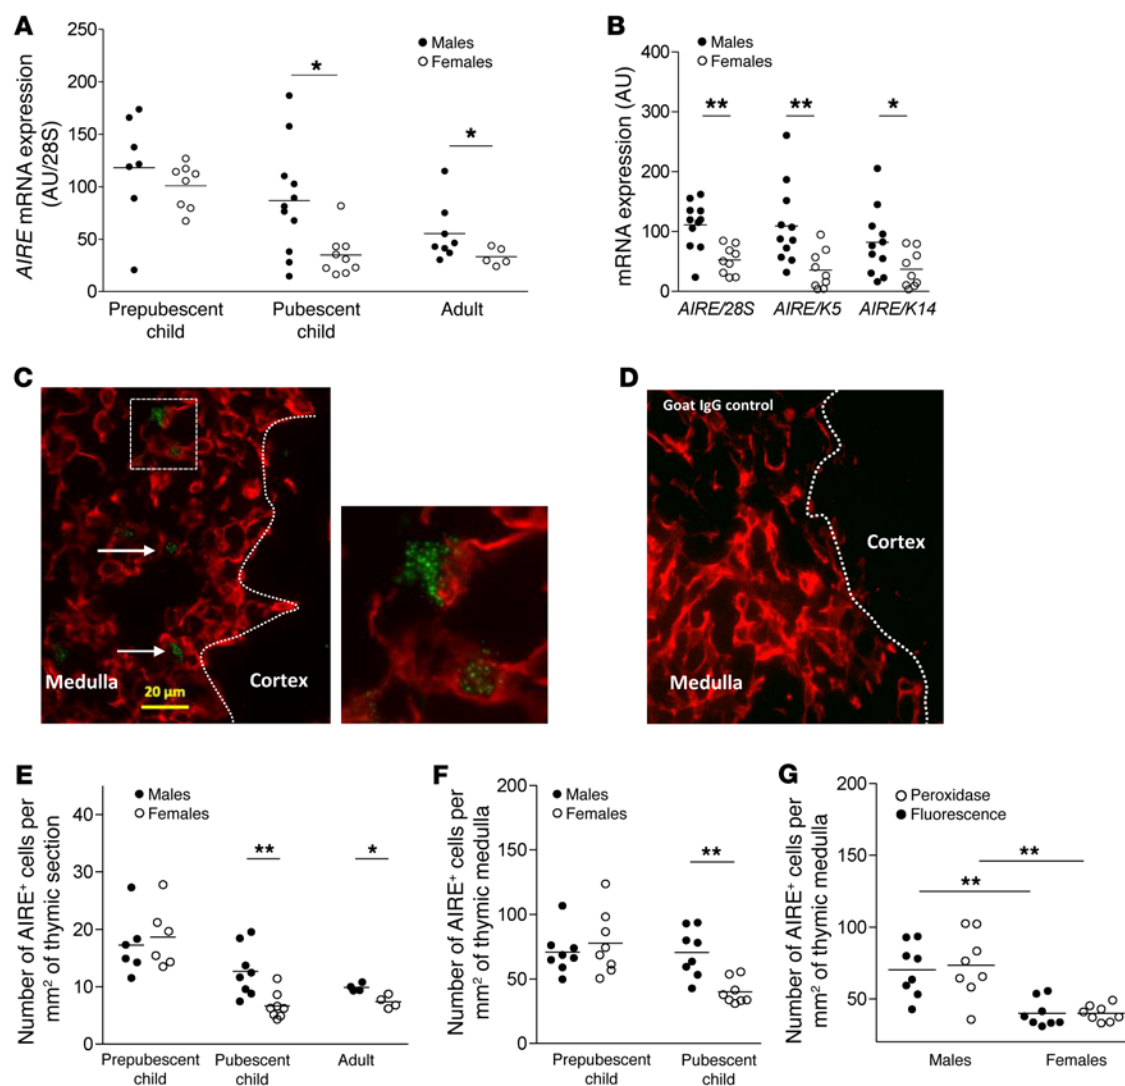 A
250
200
150
100
50
0
AIRE mRNA expression
(AU/28S)
Males
Females
*
*
Prepubescent
child
Pubescent
child
Adult
B
400
300
200
100
0
mRNA expression (AU)
Males
Females
**
**
*
AIRE/28S
AIRE/K5
AIRE/K14
C
Medulla
20 µm
Cortex
D
Goat IgG control
Cortex
Medulla
E
40
30
20
10
0
Number of AIRE+ cells per
mm² of thymic section
Males
Females
**
*
Prepubescent
child
Pubescent
child
Adult
F
200
150
100
50
0
Number of AIRE+ cells per
mm² of thymic medulla
Males
Females
**
Prepubescent
child
Pubescent
child
G
200
150
100
50
Number of AIRE+ cells per
mm² of thymic medulla
Peroxidase
Fluorescence
**
**
Males
Females